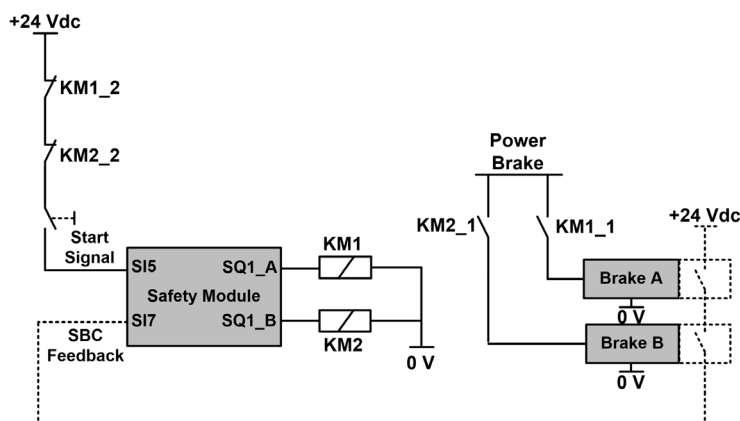 +24 Vdc
KM1_2
KM2_2
Start
Signal
SI5
SQ1_A
Safety Module
SI7
SQ1_B
SBC
Feedback
KM1
KM2
0 V
Power
Brake
KM2_1
KM1_1
+24 Vdc
Brake A
0 V
Brake B
0 V